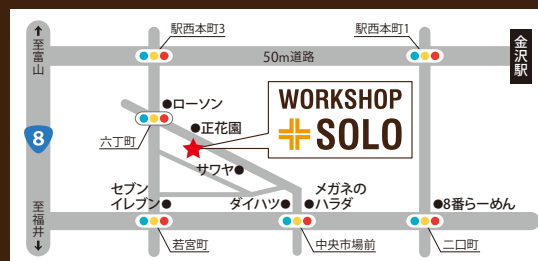 ↑
至富山
駅西本町3
駅西本町1
50m道路
金沢駅
●ローソン
●正花園
WORKSHOP
SOLO
8
六丁町
サワヤ●
セブン
イレブン●
メガネの
ダイハツ●
●ハラダ
●8番らーめん
至福井
↓
若宮町
中央市場前
二口町